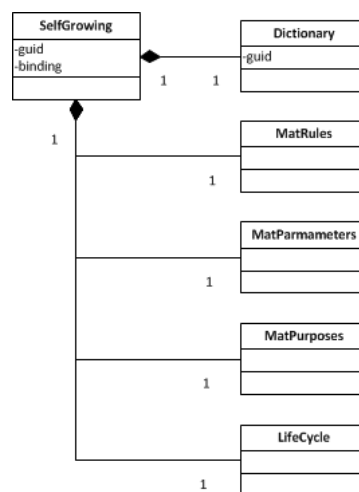 SelfGrowing
-guid
-binding
Dictionary
-guid
1
1
1
MatRules
1
MatParmameters
1
MatPurposes
1
LifeCycle
1